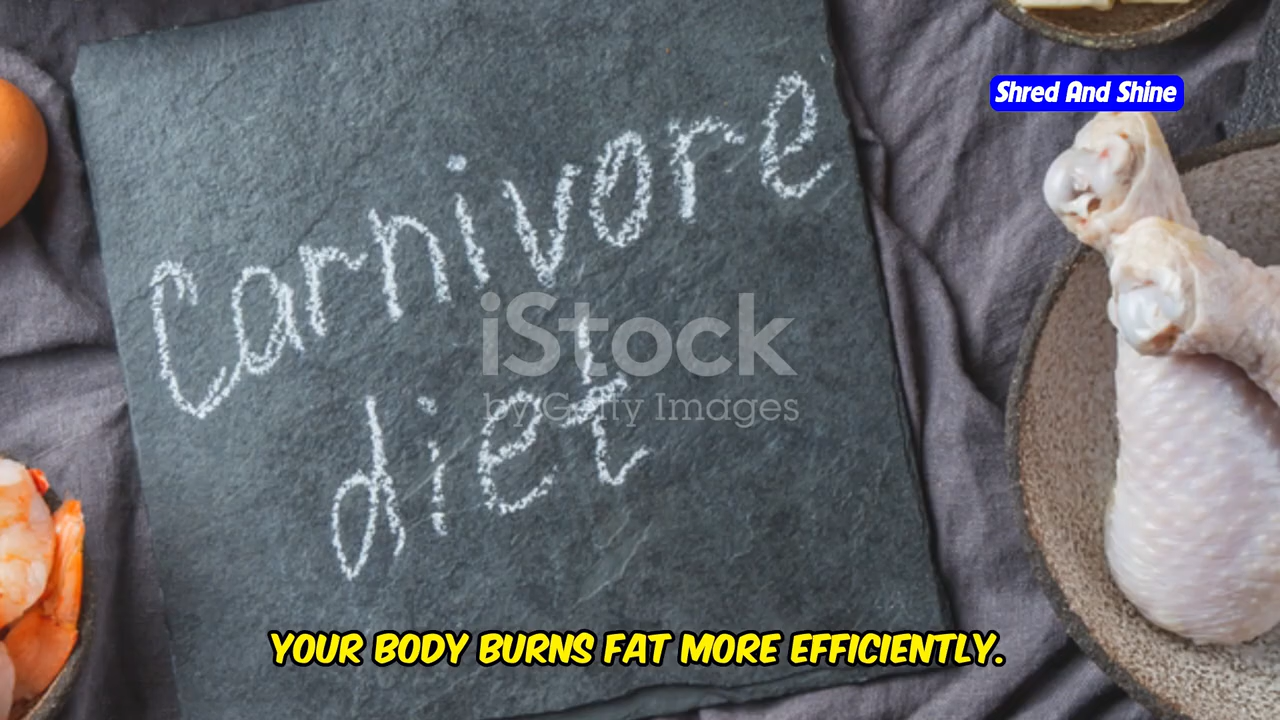 Shred And Shine
Carnivore
diet
iStock
by Getty Images
YOUR BODY BURNS FAT MORE EFFICIENTLY.